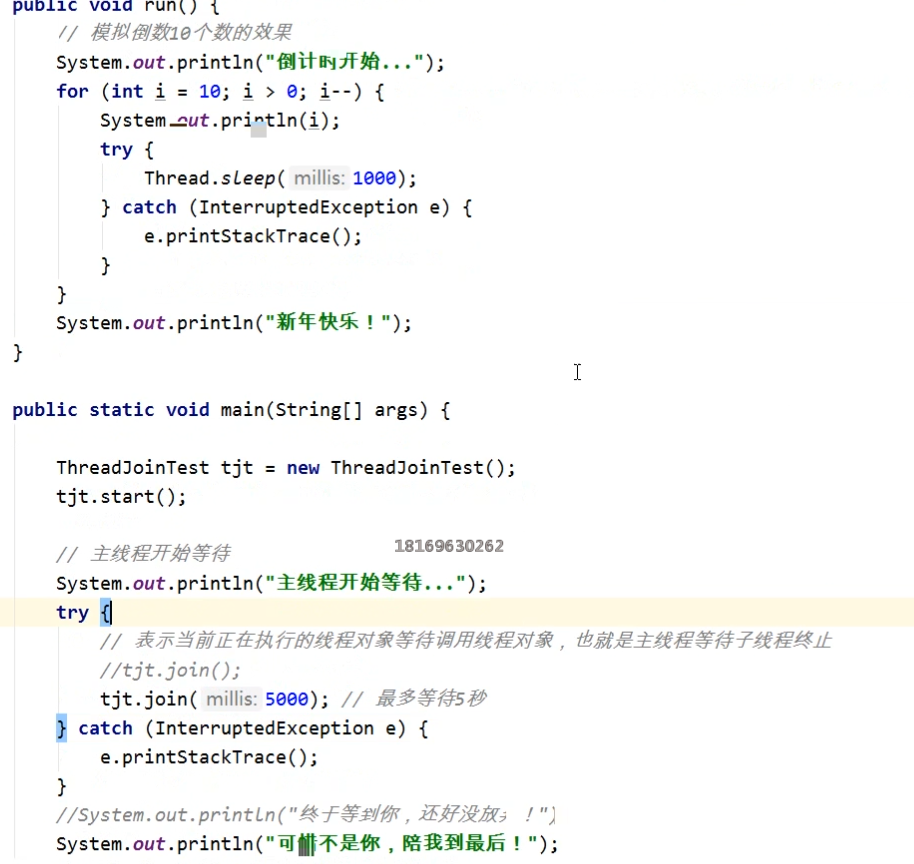 public void run() {
// 模拟倒数10个数的效果
System.out.println("倒计时开始...");
for (int i = 10; i > 0; i--) {
System.out.println(i);
try {
Thread.sleep( millis: 1000);
} catch (InterruptedException e) {
e.printStackTrace();
}
}
System.out.println("新年快乐！");
}
public static void main(String[] args) {
ThreadJoinTest tjt = new ThreadJoinTest();
tjt.start();
18169630262
// 主线程开始等待
System.out.println("主线程开始等待...");
try {
// 表示当前正在执行的线程对象等待调用线程对象，也就是主线程等待子线程终止
//tjt.join();
tjt.join( millis: 5000); // 最多等待5秒
} catch (InterruptedException e) {
e.printStackTrace();
}
//System.out.println("终于等到你，还好没放 ！")
System.out.println("可惜不是你，陪我到最后！");